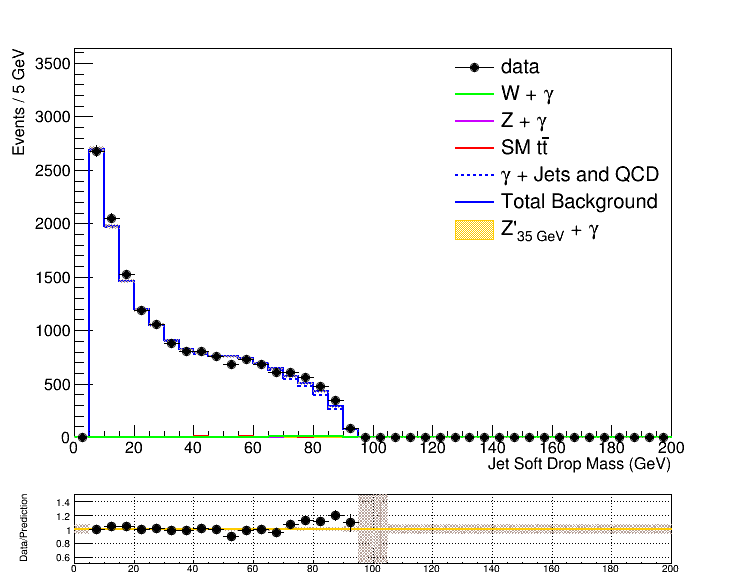 Events / 5 GeV
3500
3000
2500
2000
1500
1000
500
0
data
W + γ
Z + γ
SM tt̄
γ + Jets and QCD
Total Background
Z'35 GeV + γ
0 20 40 60 80 100 120 140 160 180 200
Jet Soft Drop Mass (GeV)
Data/Prediction
1.4
1.2
1
0.8
0.6
0 20 40 60 80 100 120 140 160 180 200